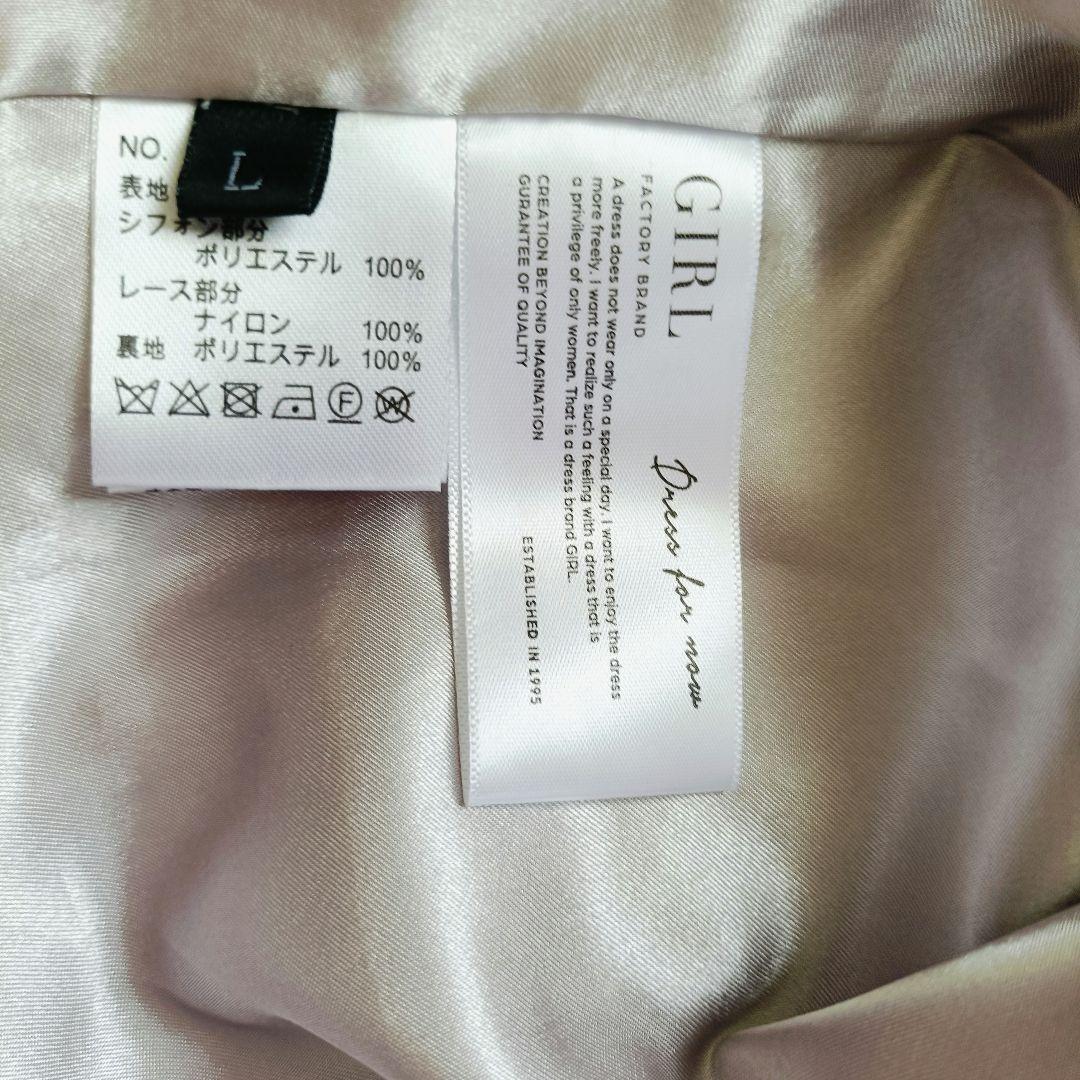 NO.
L
表地
シフォン部分
ポリエステル 100%
レース部分
ナイロン 100%
裏地 ポリエステル 100%
F
W
GIRL
FACTORY BRAND
Dress for now
A dress does not wear only on a special day. I want to enjoy the dress
more freely. I want to realize such a feeling with a dress that is
a privilege of only women. That is a dress brand GIRL.
CREATION BEYOND IMAGINATION
GURANTEE OF QUALITY
ESTABLISHED IN 1995